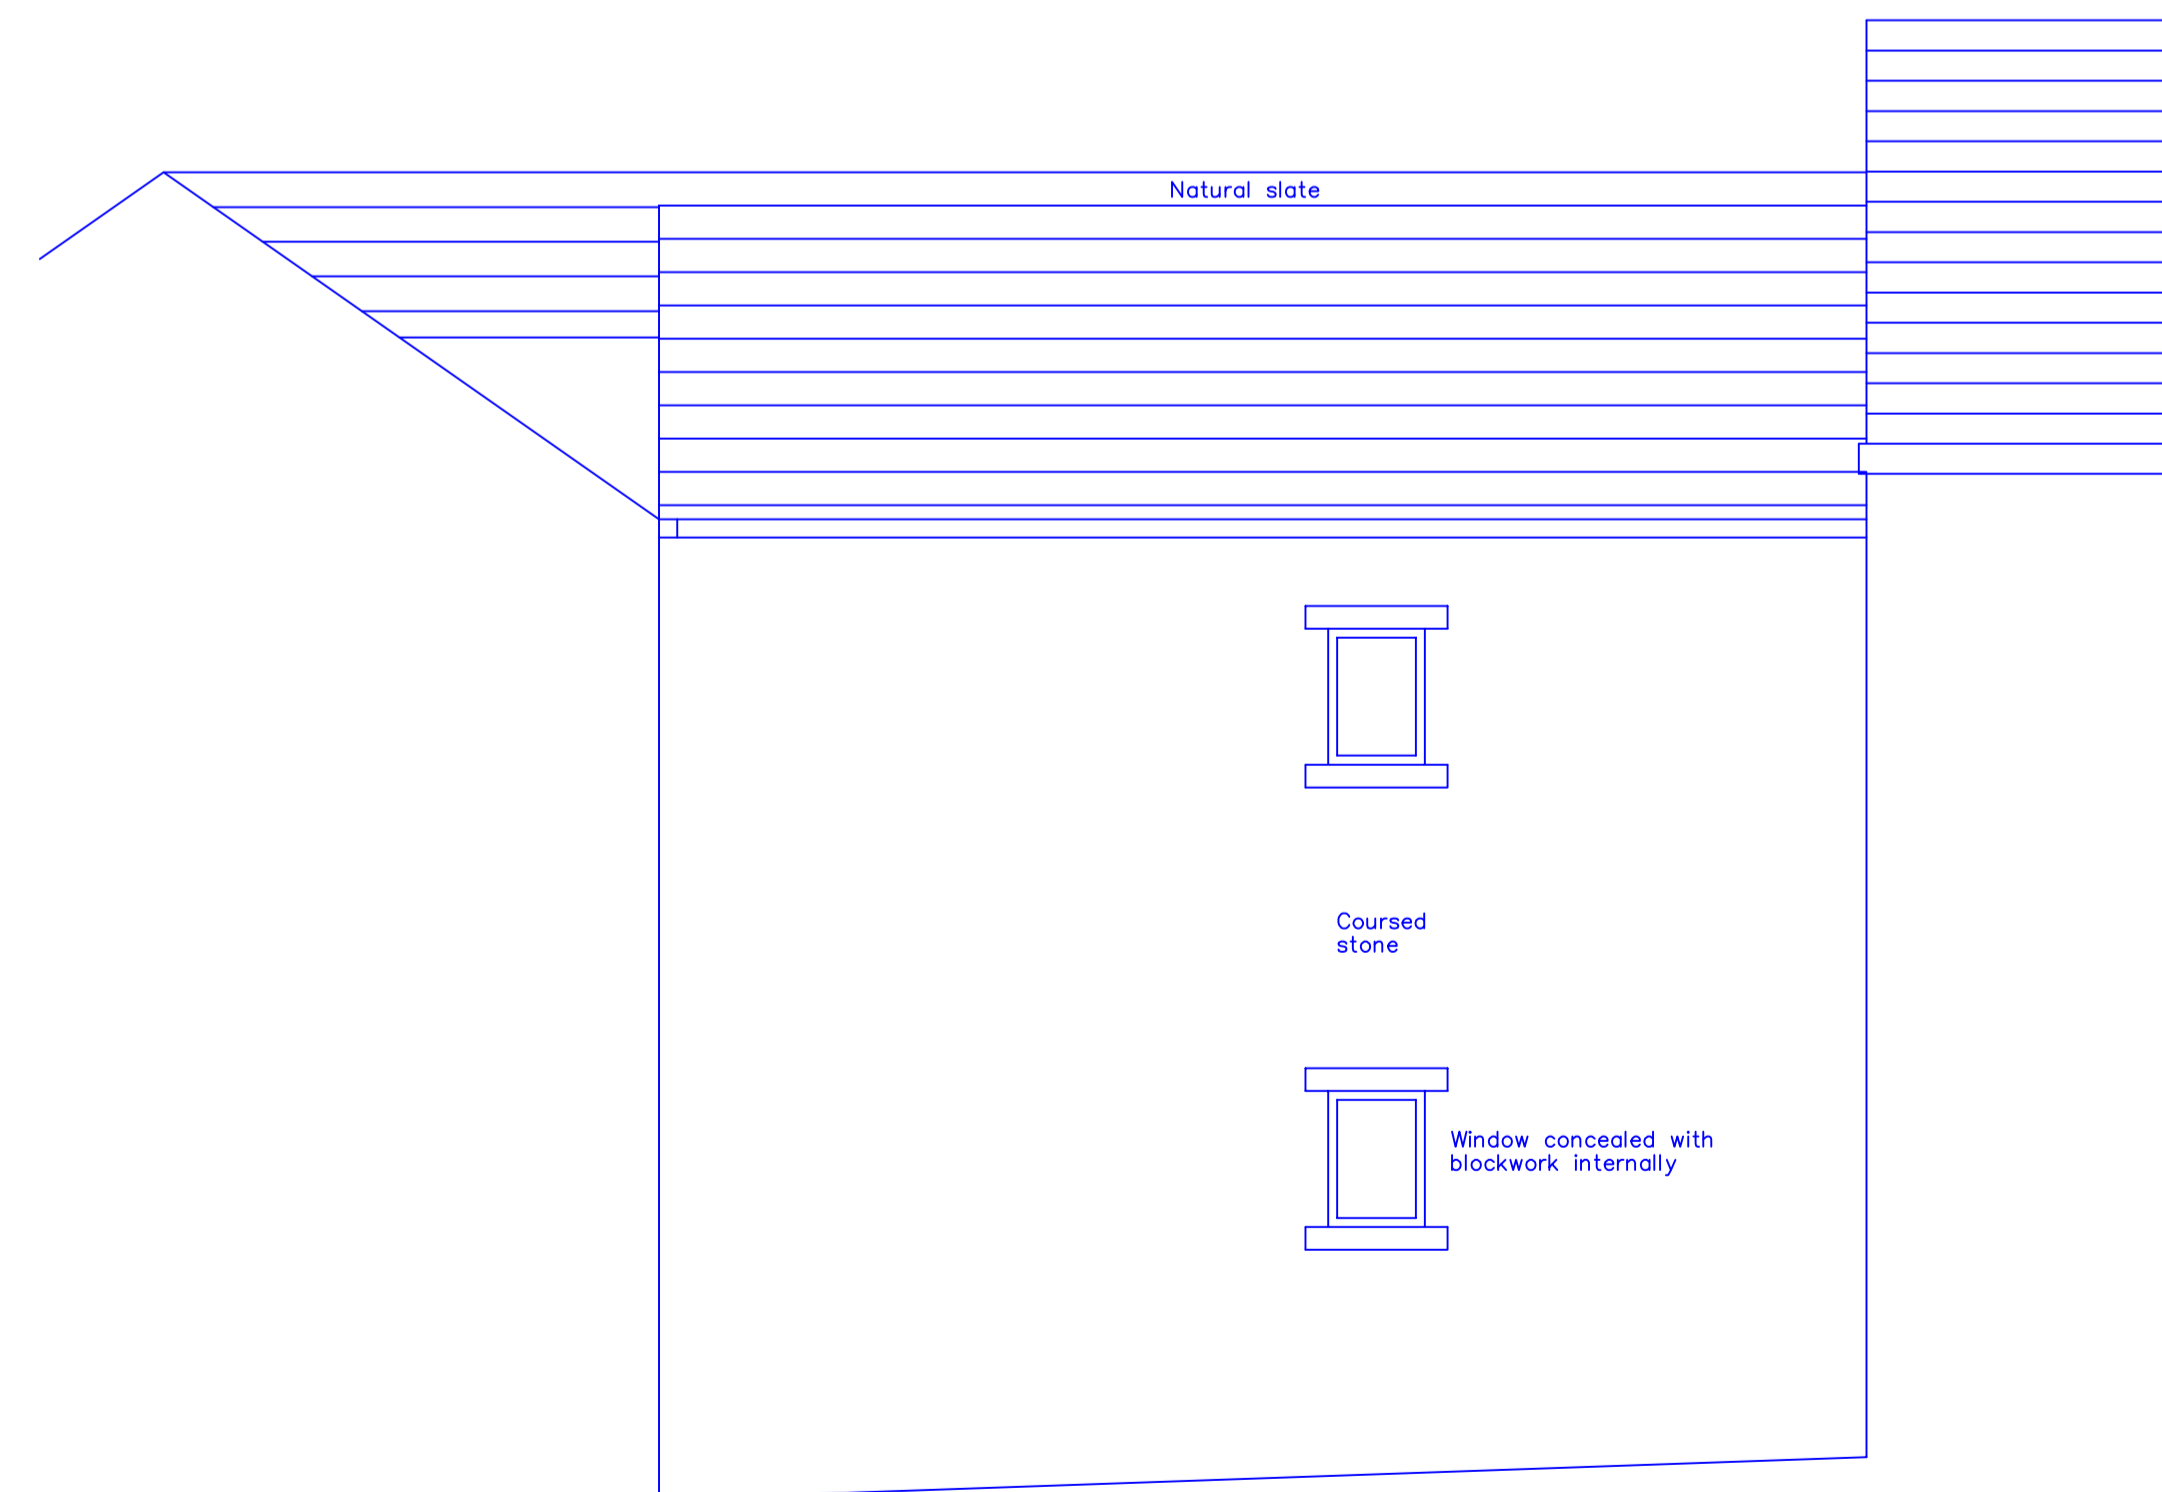 Natural slate
Coursed
stone
Window concealed with
blockwork internally